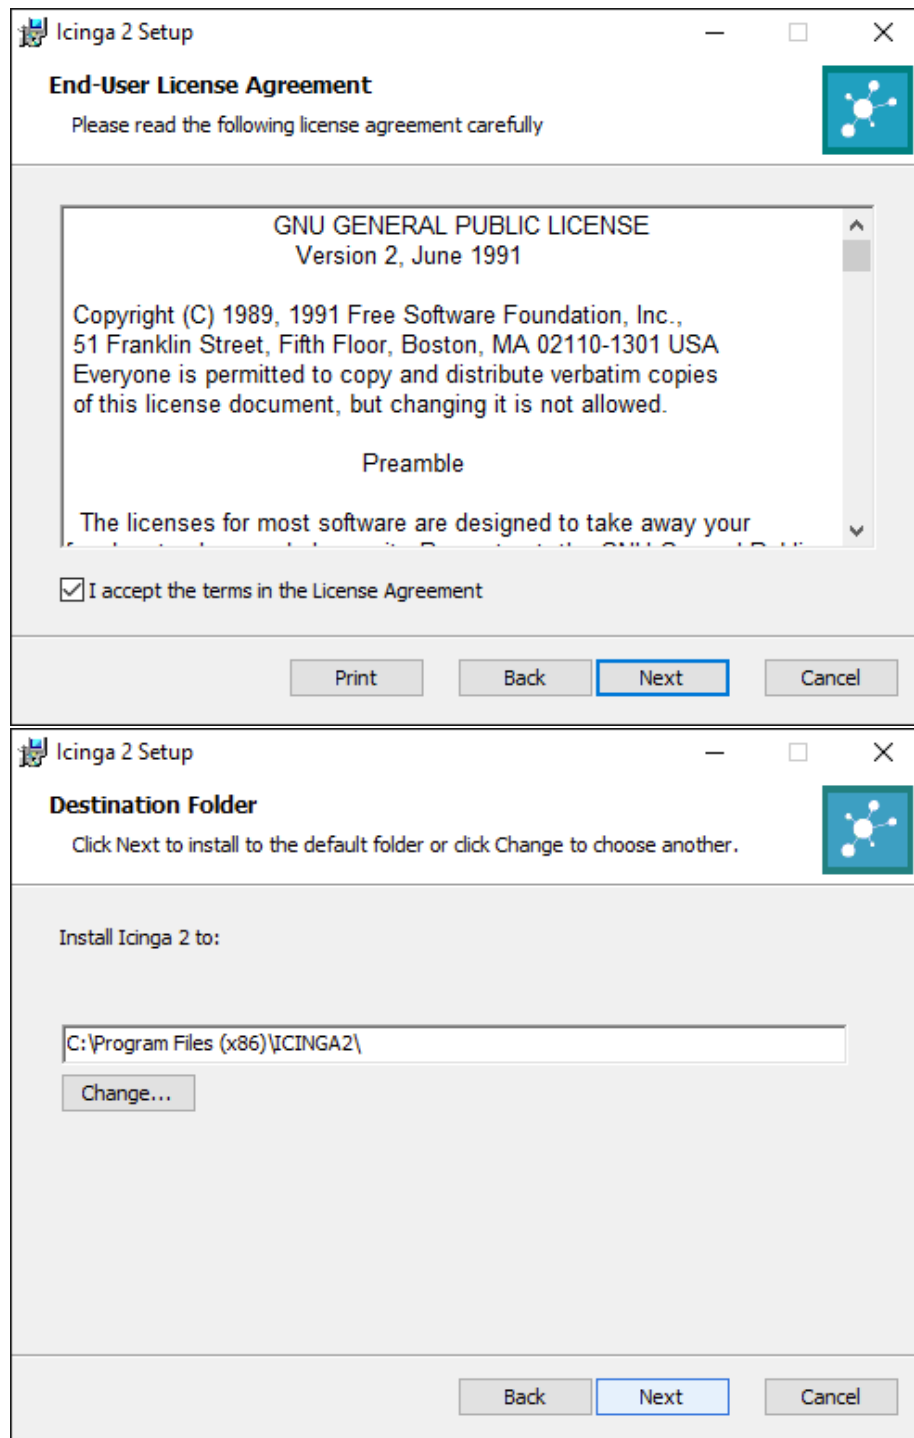 Icinga 2 Setup
End-User License Agreement
Please read the following license agreement carefully
GNU GENERAL PUBLIC LICENSE
Version 2, June 1991
Copyright (C) 1989, 1991 Free Software Foundation, Inc.,
51 Franklin Street, Fifth Floor, Boston, MA 02110-1301 USA
Everyone is permitted to copy and distribute verbatim copies
of this license document, but changing it is not allowed.
Preamble
The licenses for most software are designed to take away your
I accept the terms in the License Agreement
Print Back Next Cancel
Icinga 2 Setup
Destination Folder
Click Next to install to the default folder or click Change to choose another.
Install Icinga 2 to:
C:\Program Files (x86)\ICINGA2\
Change...
Back Next Cancel